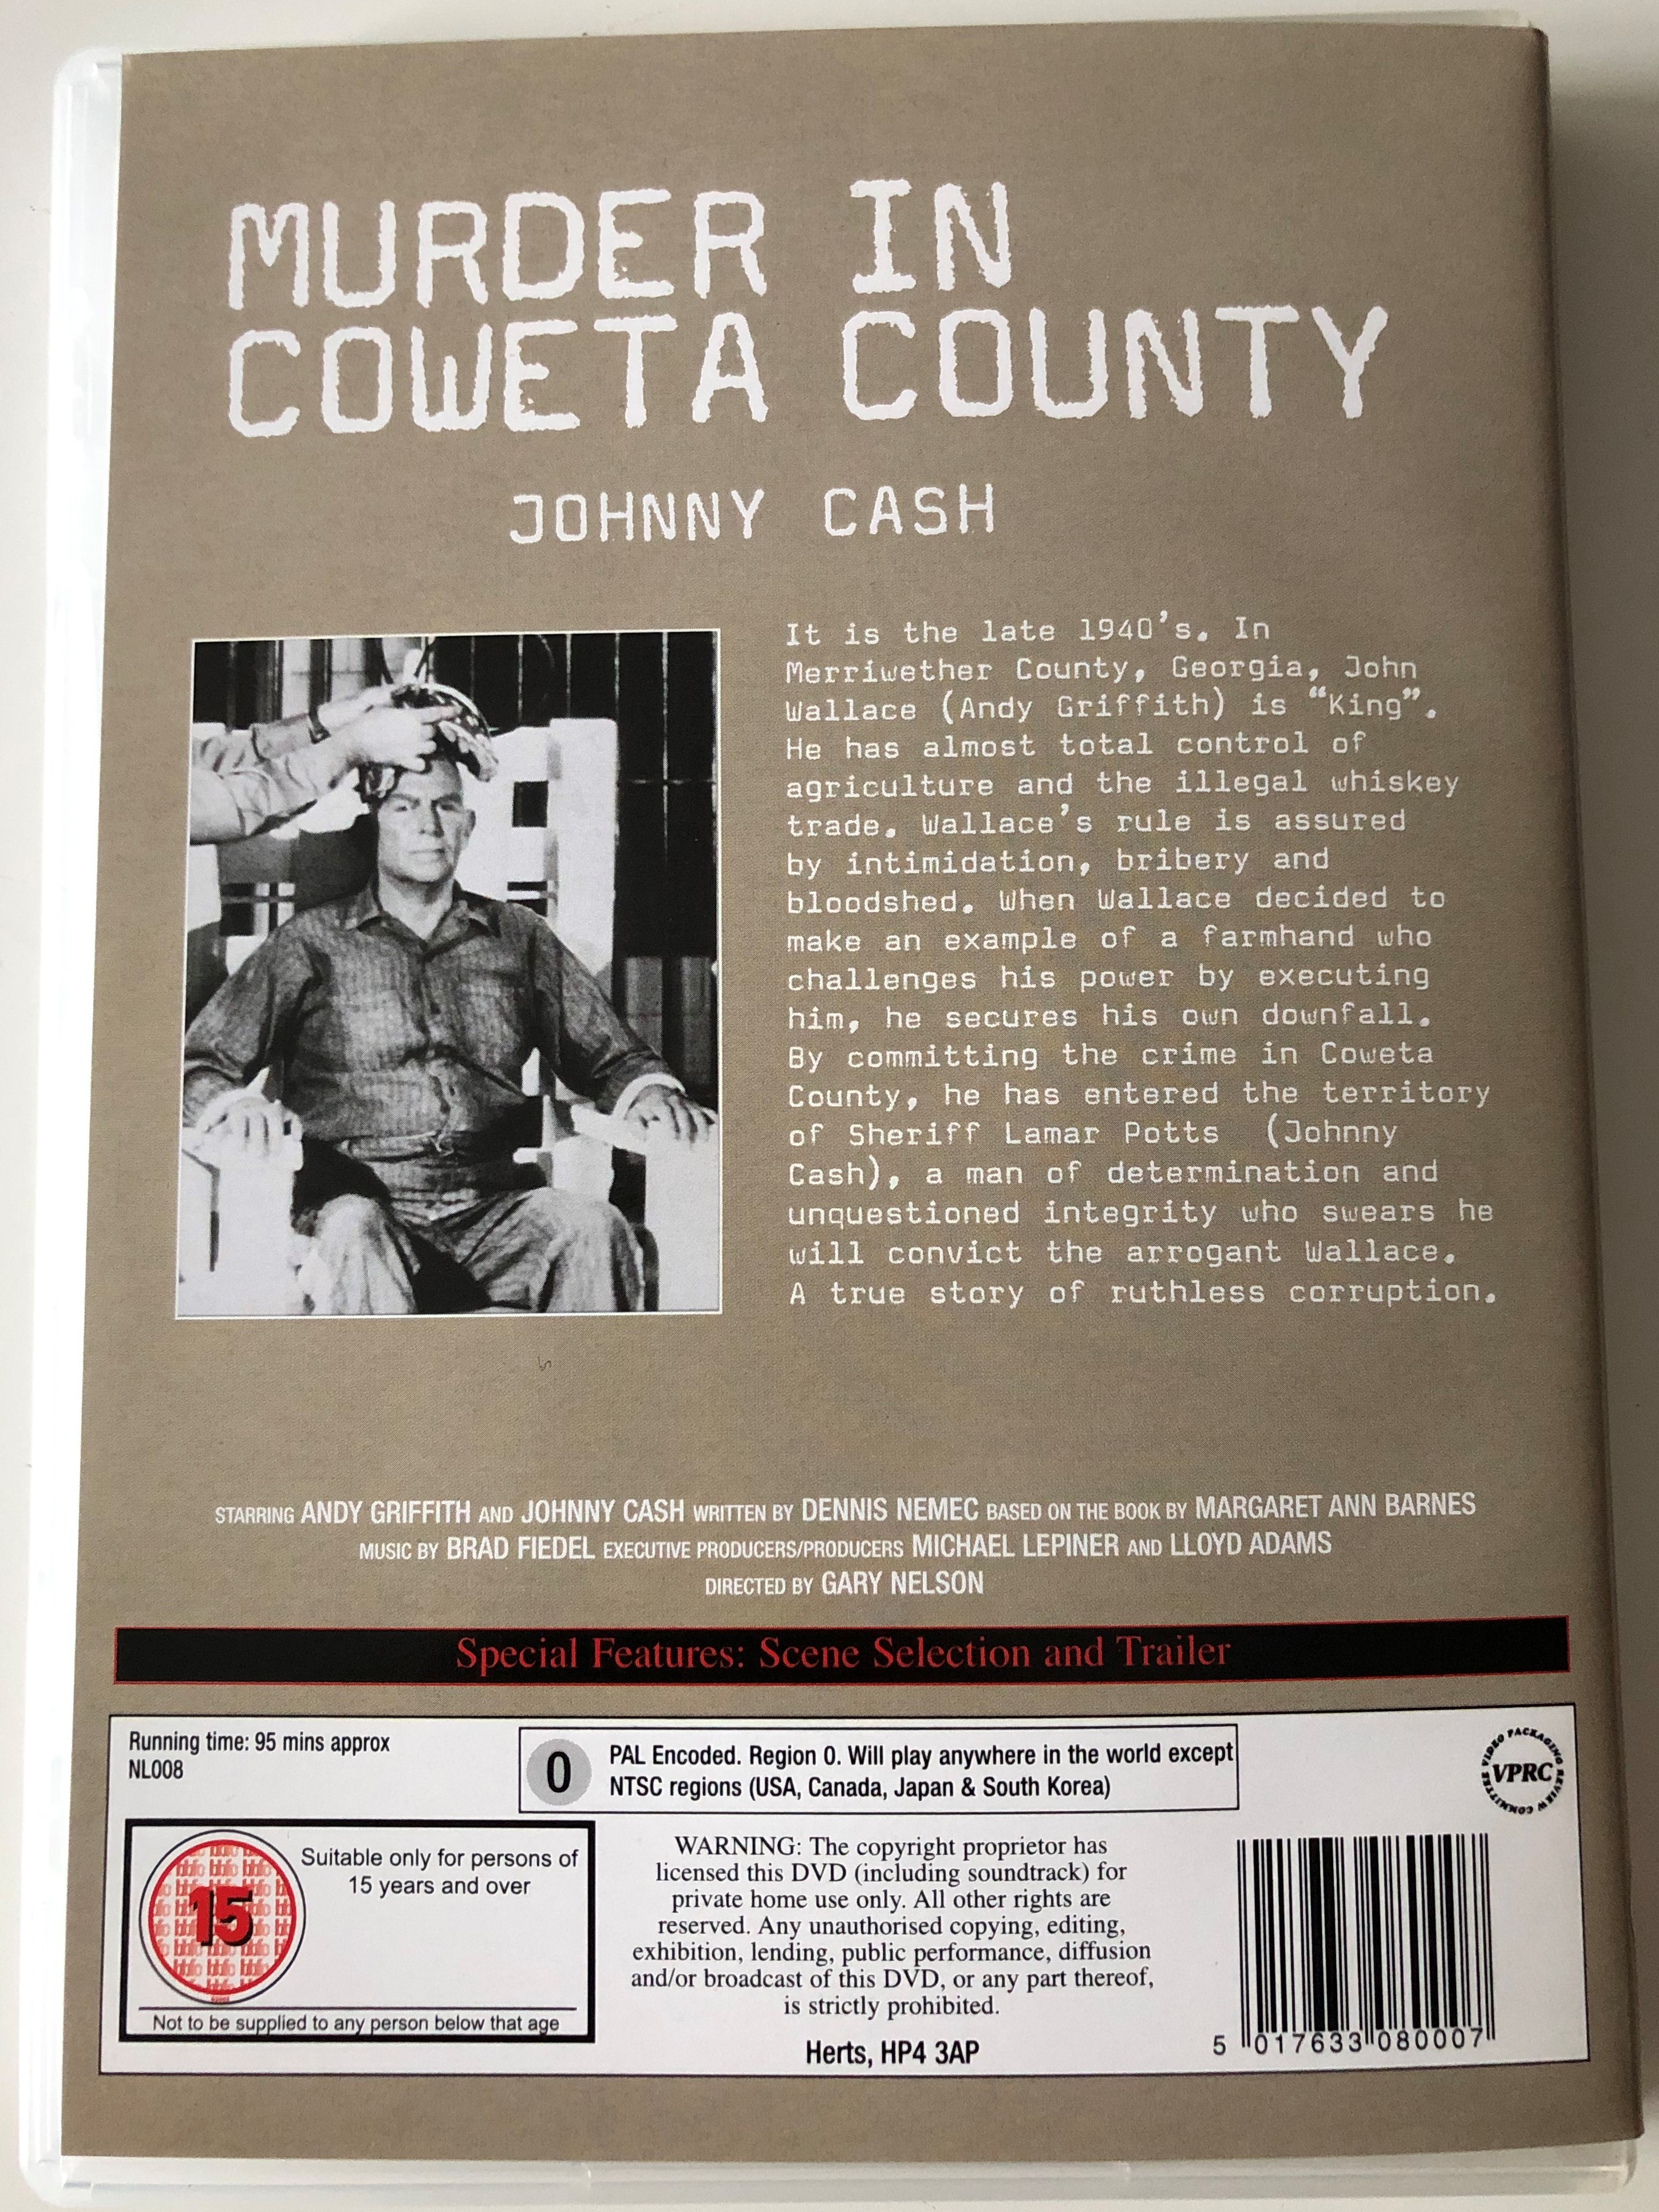 MURDER IN
COWETA COUNTY
JOHNNY CASH
It is the late 1940's. In
Merriwether County, Georgia, John
Wallace (Andy Griffith) is “King”.
He has almost total control of
agriculture and the illegal whiskey
trade. Wallace's rule is assured
by intimidation, bribery and
bloodshed. When Wallace decided to
make an example of a farmhand who
challenges his power by executing
him, he secures his own downfall.
By committing the crime in Coweta
County, he has entered the territory
of Sheriff Lamar Potts (Johnny
Cash), a man of determination and
unquestioned integrity who swears he
will convict the arrogant Wallace.
A true story of ruthless corruption.
STARRING ANDY GRIFFITH AND JOHNNY CASH WRITTEN BY DENNIS NEMEC BASED ON THE BOOK BY MARGARET ANN BARNES
MUSIC BY BRAD FIEDEL EXECUTIVE PRODUCERS/PRODUCERS MICHAEL LEPINER AND LLOYD ADAMS
DIRECTED BY GARY NELSON
Special Features: Scene Selection and Trailer
Running time: 95 mins approx
NL008
0
PAL Encoded. Region 0. Will play anywhere in the world except
NTSC regions (USA, Canada, Japan & South Korea)
VIDEO PACKAGING REVIEW COMMITTEE
VPRC
15
Suitable only for persons of
15 years and over
Not to be supplied to any person below that age
WARNING: The copyright proprietor has
licensed this DVD (including soundtrack) for
private home use only. All other rights are
reserved. Any unauthorised copying, editing,
exhibition, lending, public performance, diffusion
and/or broadcast of this DVD, or any part thereof,
is strictly prohibited.
Herts, HP4 3AP
5 017633 080007